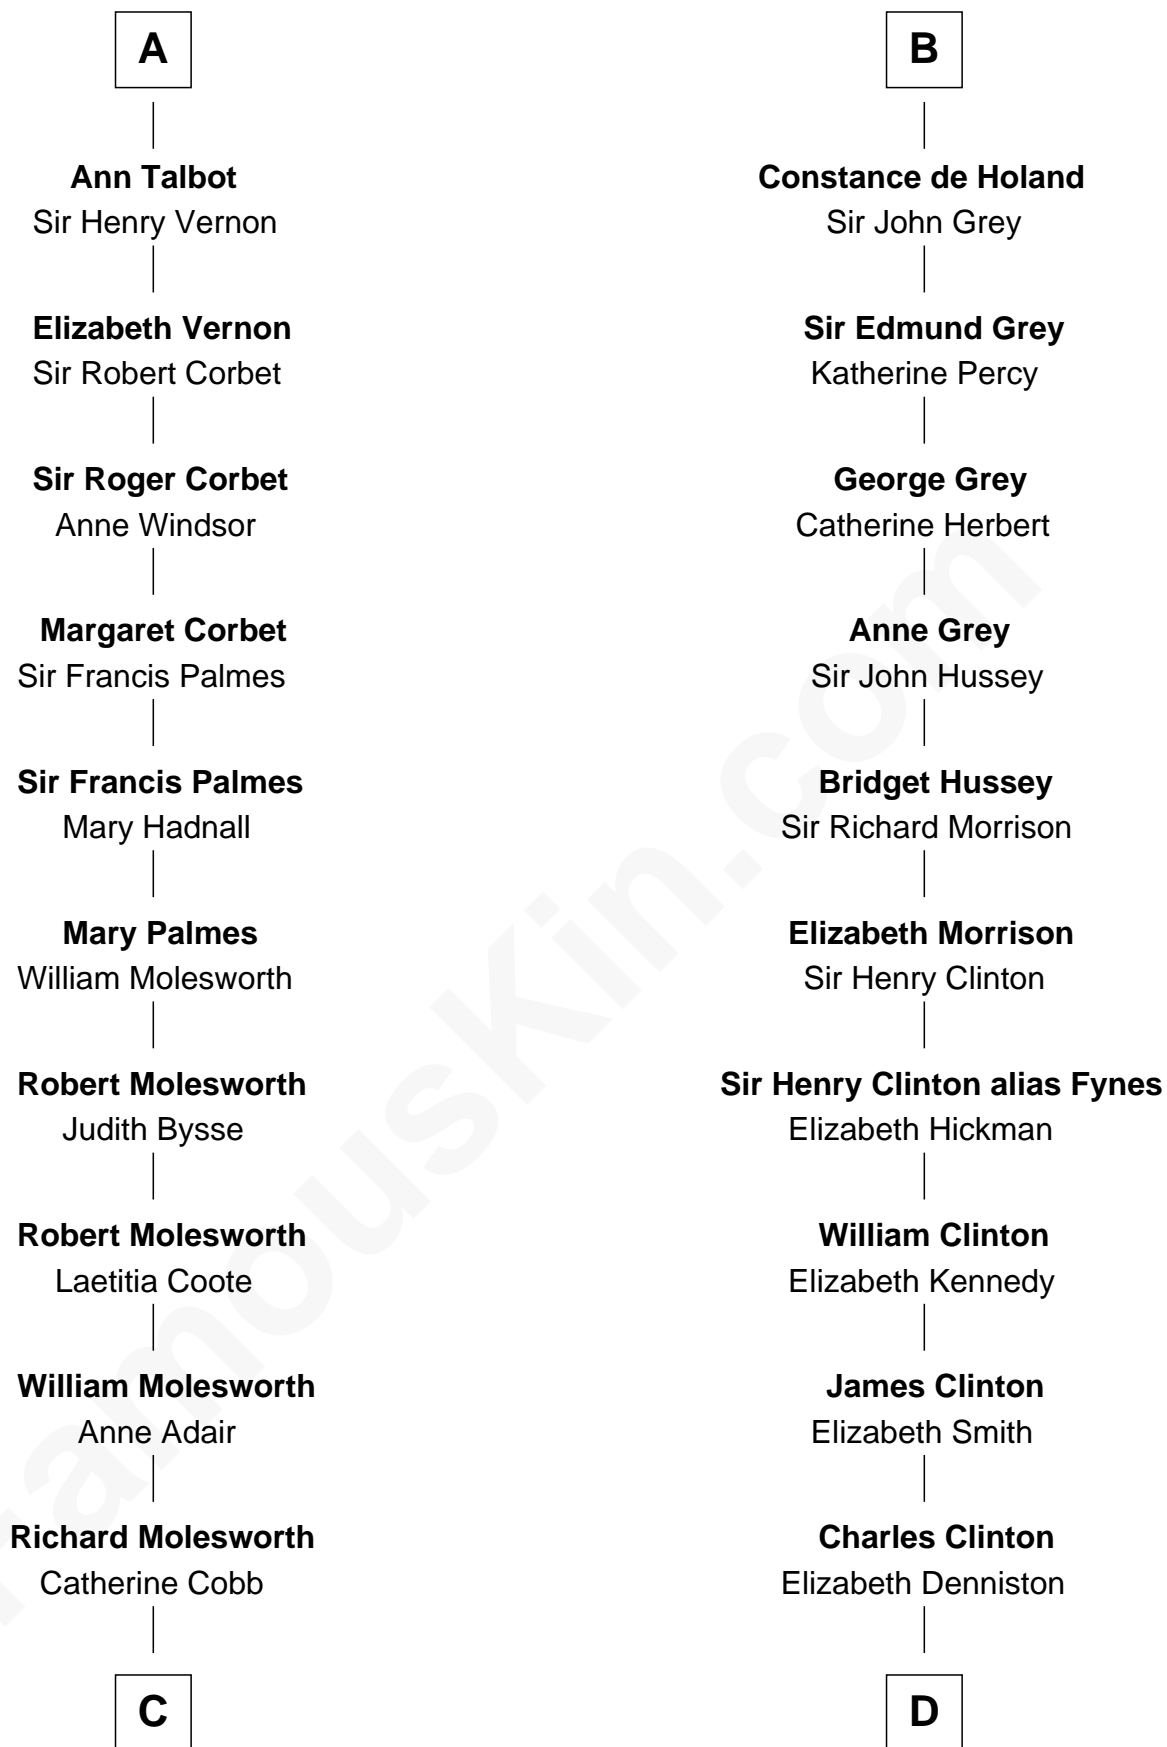 A
Ann Talbot
Sir Henry Vernon
Elizabeth Vernon
Sir Robert Corbet
Sir Roger Corbet
Anne Windsor
Margaret Corbet
Sir Francis Palmes
Sir Francis Palmes
Mary Hadnall
Mary Palmes
William Molesworth
Robert Molesworth
Judith Bysse
Robert Molesworth
Laetitia Coote
William Molesworth
Anne Adair
Richard Molesworth
Catherine Cobb
C
B
Constance de Holand
Sir John Grey
Sir Edmund Grey
Katherine Percy
George Grey
Catherine Herbert
Anne Grey
Sir John Hussey
Bridget Hussey
Sir Richard Morrison
Elizabeth Morrison
Sir Henry Clinton
Sir Henry Clinton alias Fynes
Elizabeth Hickman
William Clinton
Elizabeth Kennedy
James Clinton
Elizabeth Smith
Charles Clinton
Elizabeth Denniston
D
FamousKin.com